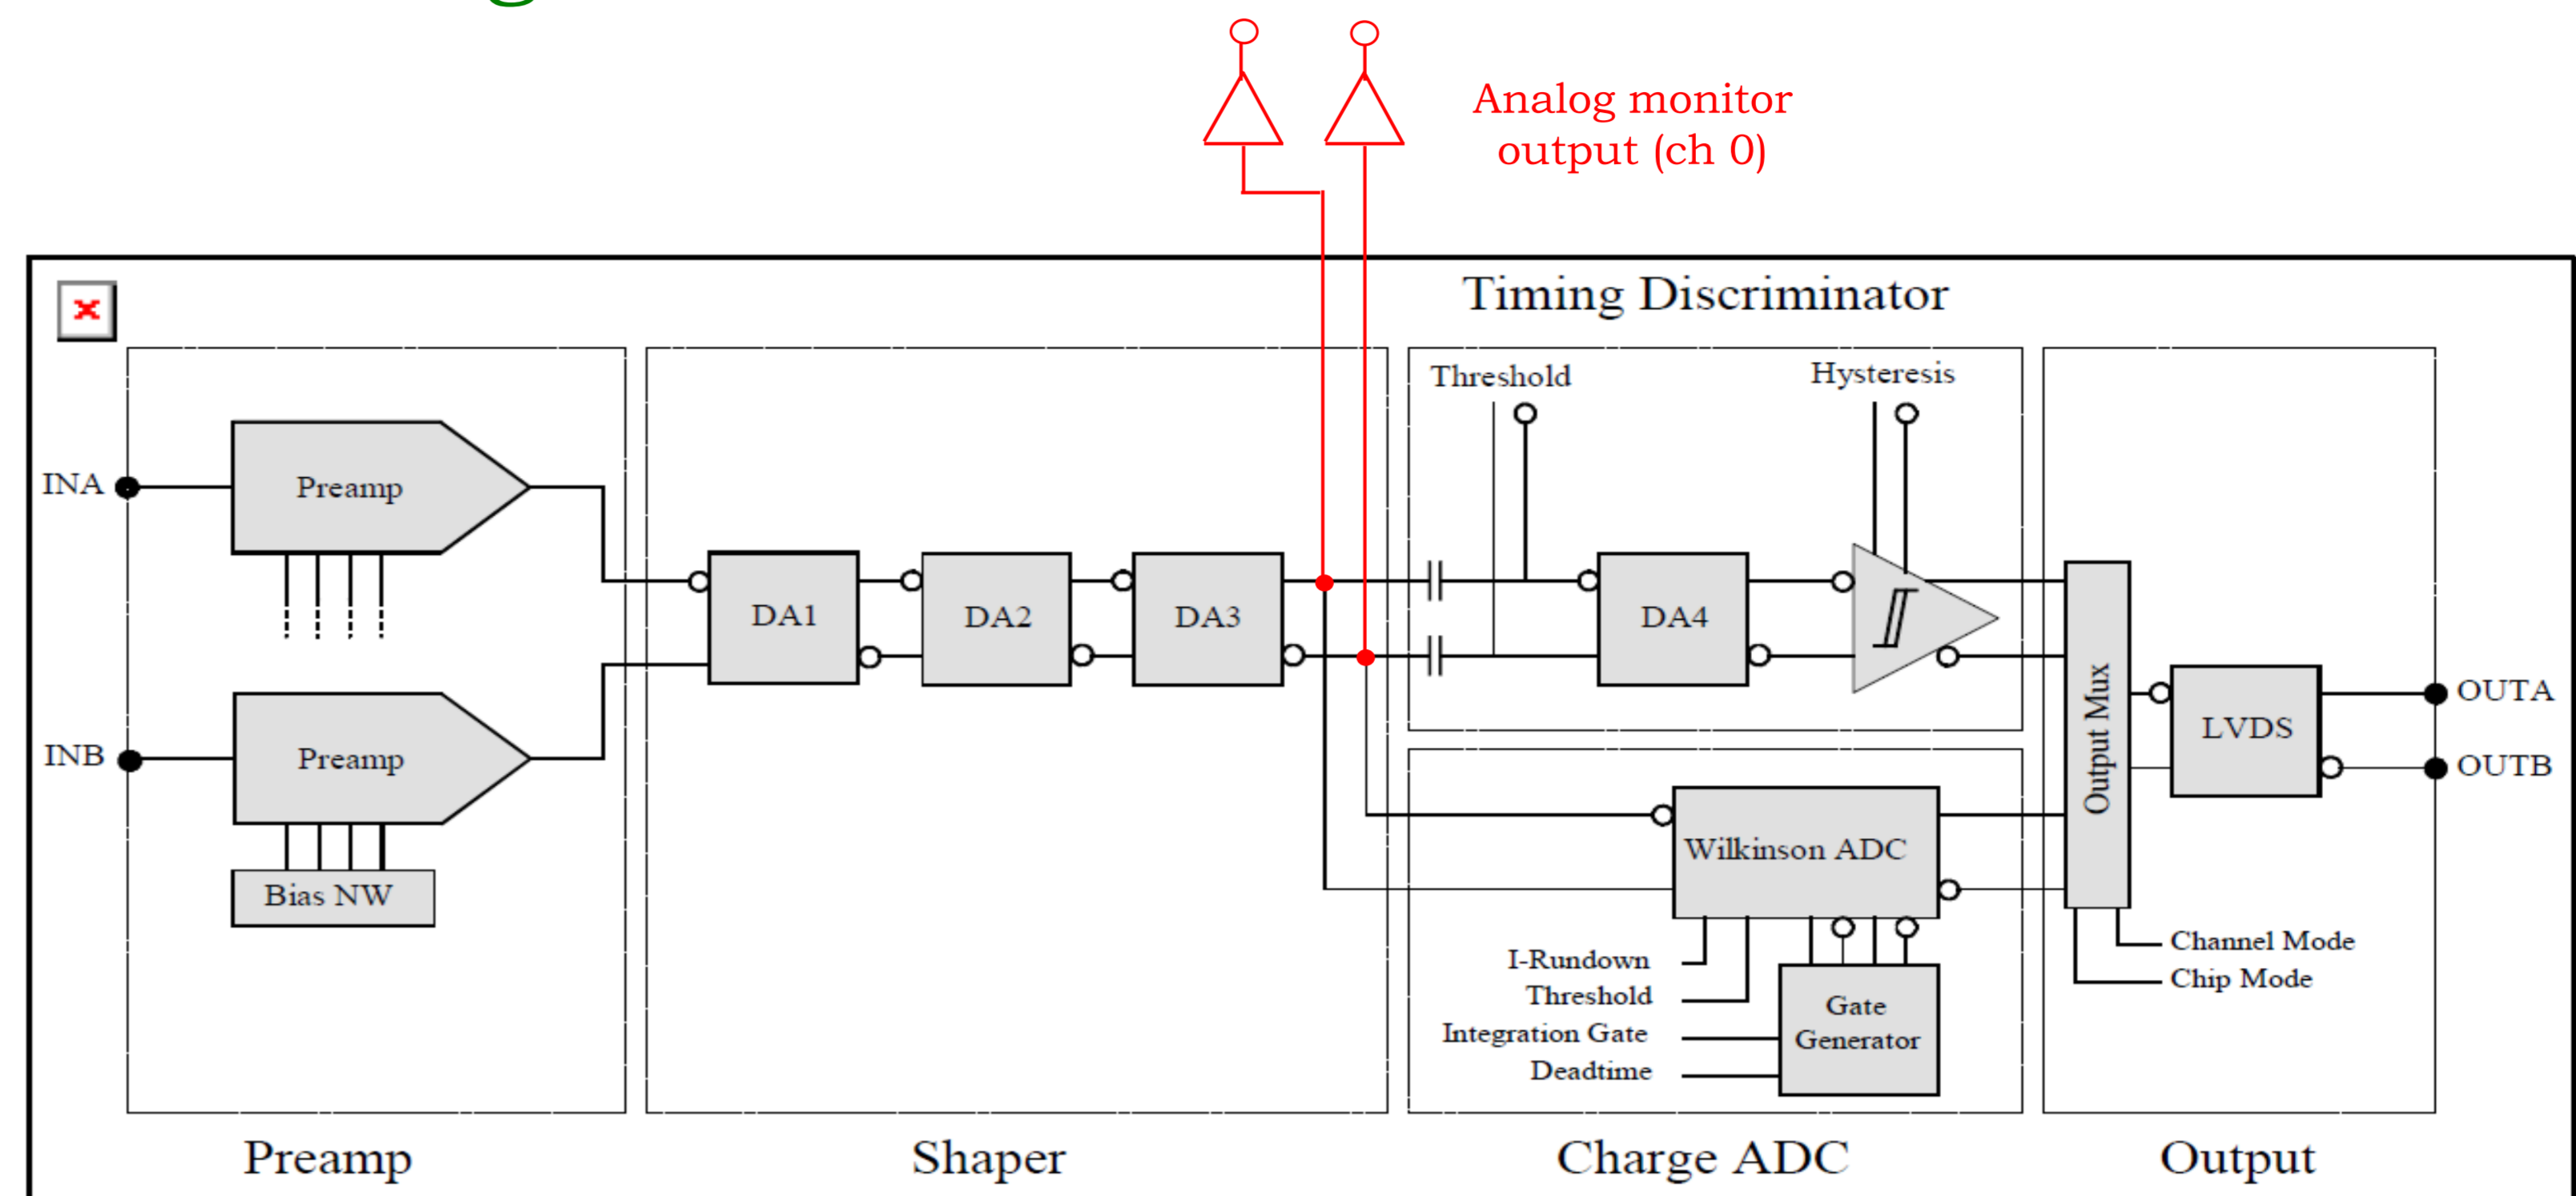 Analog monitor
output (ch 0)
Timing Discriminator
Threshold
Hysteresis
INA
Preamp
DA1
DA2
DA3
DA4
INB
Preamp
Bias NW
Output Mux
LVDS
OUTA
OUTB
Wilkinson ADC
I-Rundown
Threshold
Integration Gate
Deadtime
Gate
Generator
Channel Mode
Chip Mode
Preamp
Shaper
Charge ADC
Output